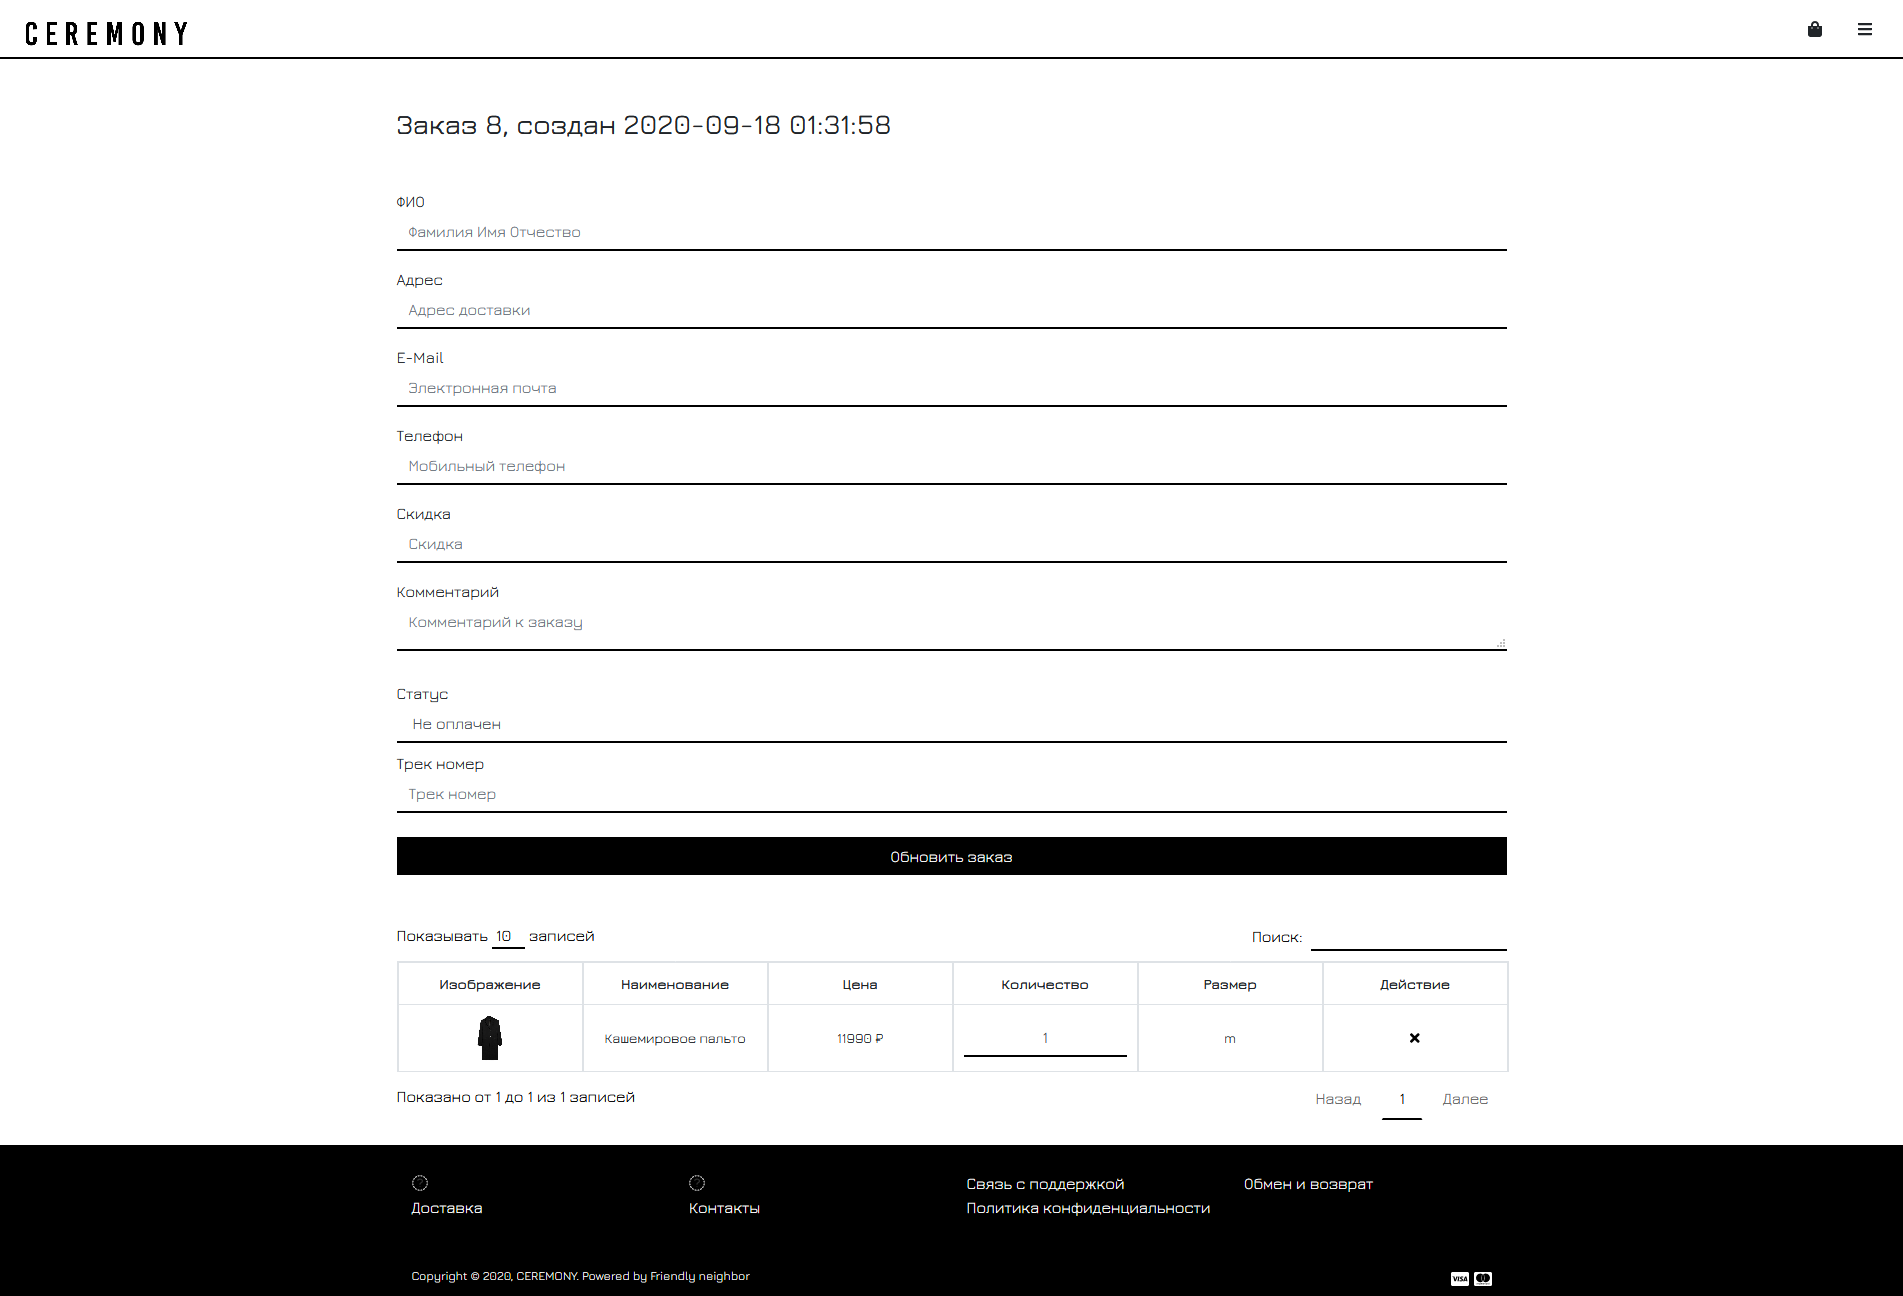 CEREMONY
Заказ 8, создан 2020-09-18 01:31:58
ФИО
Фамилия Имя Отчество
Адрес
Адрес доставки
E-Mail
Электронная почта
Телефон
Мобильный телефон
Скидка
Скидка
Комментарий
Комментарий к заказу
Статус
Не оплачен
Трек номер
Трек номер
Обновить заказ
Показывать 10 записей Поиск:
Изображение Наименование Цена Количество Размер Действие
Кашемировое пальто 11990 ₽ 1 m
Показано от 1 до 1 из 1 записей Назад 1 Далее
Связь с поддержкой Обмен и возврат
Доставка Контакты Политика конфиденциальности
Copyright © 2020, CEREMONY. Powered by Friendly neighbor VISA